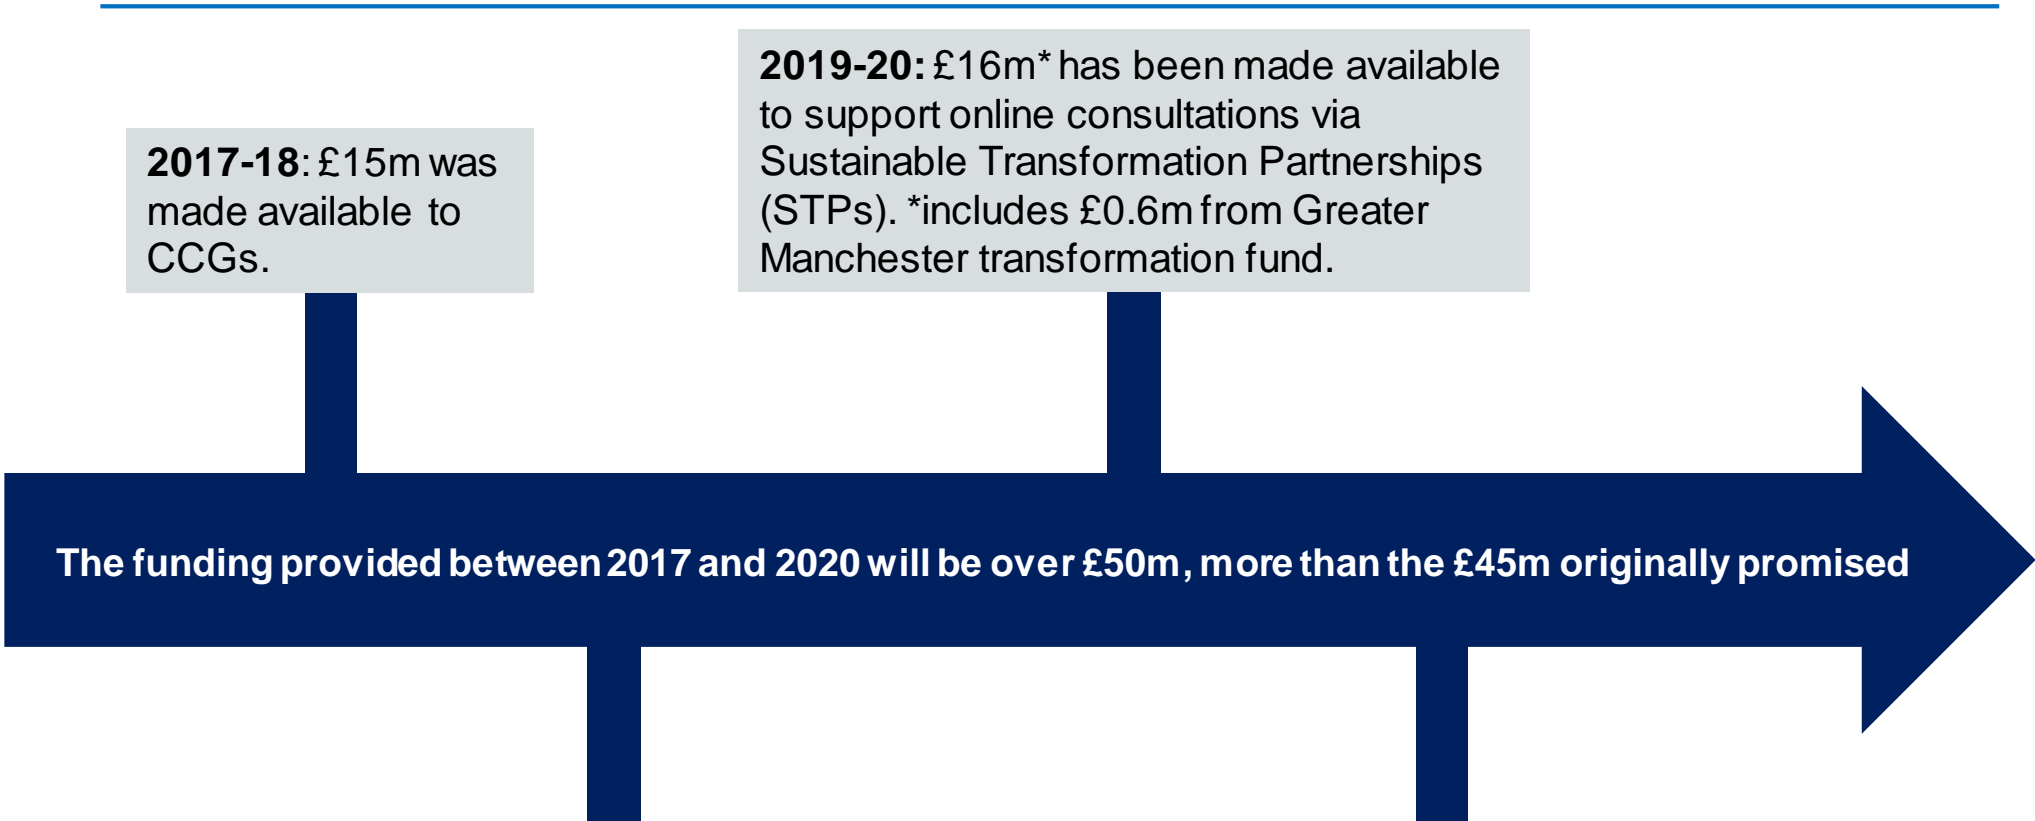 2017-18: £15m was
made available to
CCGs.
2019-20: £16m* has been made available
to support online consultations via
Sustainable Transformation Partnerships
(STPs). *includes £0.6m from Greater
Manchester transformation fund.
The funding provided between 2017 and 2020 will be over £50m, more than the £45m originally promised